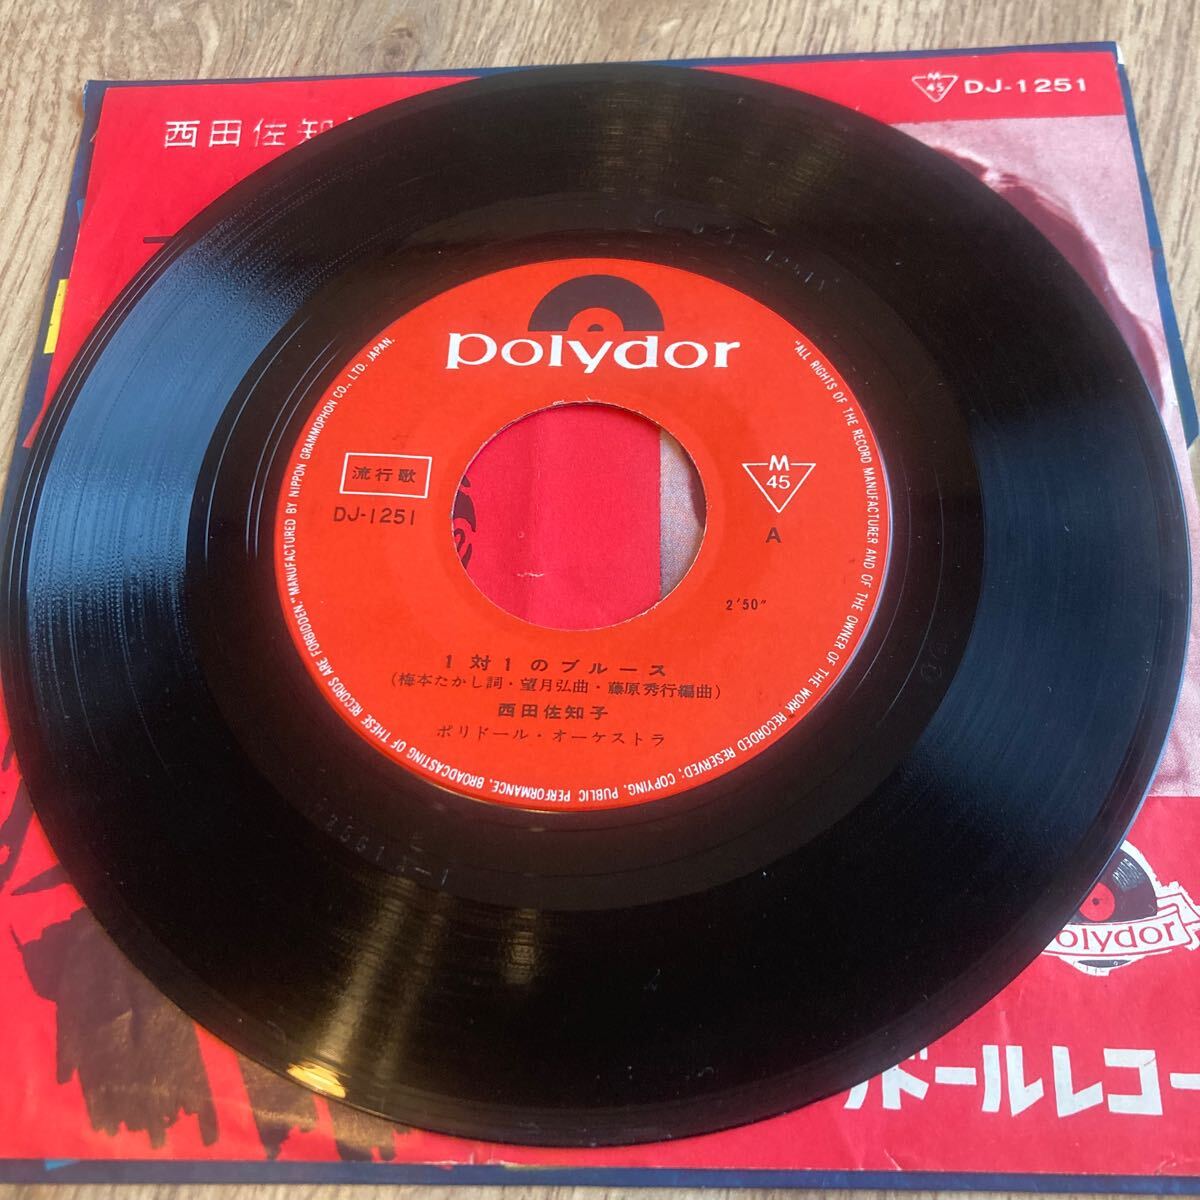 西田佐知
M
45
DJ-1251
polydor
"ALL RIGHTS OF THE RECORD MANUFACTURER AND OF THE OWNER OF THE WORK RECORDED RESERVED; COPYING, PUBLIC PERFORMANCE, BROADCASTING OF THESE RECORDS ARE FORBIDDEN." MANUFACTURED BY NIPPON GRAMMOPHON CO., LTD. JAPAN.
流行歌
DJ-1251
M
45
A
2'50"
1対1のブルース
(梅本たかし詞・望月弘曲・藤原秀行編曲)
西田佐知子
ポリドール・オーケストラ
olydor
ドールレコー